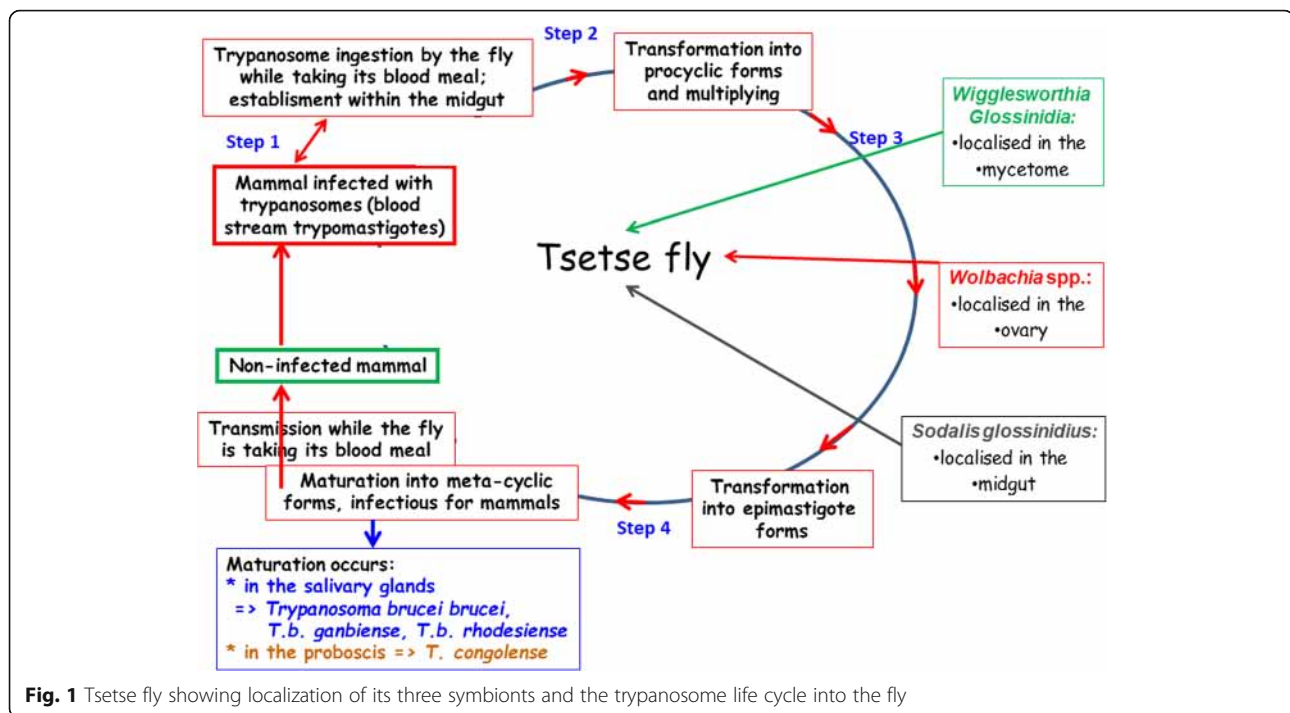 Step 2
Trypanosome ingestion by the fly
while taking its blood meal;
establisment within the midgut
Transformation into
procyclic forms
and multiplying
Wigglesworthia
Glossinidia:
•localised in the
•mycetome
Step 1
Step 3
Mammal infected with
trypanosomes (blood
stream trypomastigotes)
Tsetse fly
Wolbachia spp.:
•localised in the
•ovary
Non-infected mammal
Transmission while the fly
is taking its blood meal
Sodalis glossinidius:
•localised in the
•midgut
Maturation into meta-cyclic
forms, infectious for mammals
Step 4
Transformation
into epimastigote
forms
Maturation occurs:
* in the salivary glands
=> Trypanosoma brucei brucei,
T.b. ganbiense, T.b. rhodesiense
* in the proboscis => T. congolense
Fig. 1 Tsetse fly showing localization of its three symbionts and the trypanosome life cycle into the fly